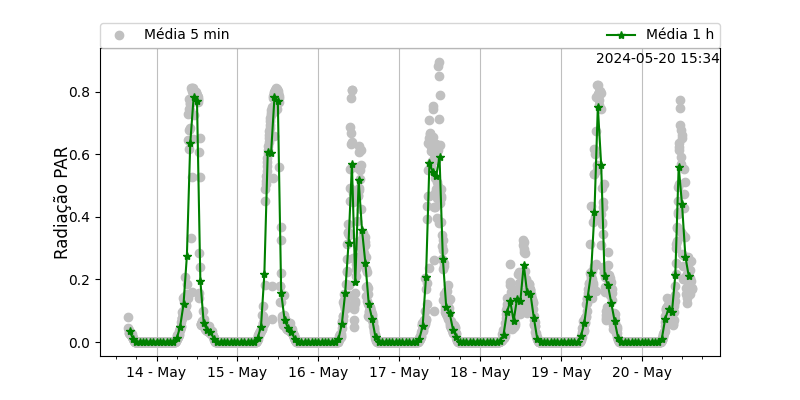 Média 5 min
Média 1 h
2024-05-20 15:34
Radiação PAR
0.8
0.6
0.4
0.2
0.0
14 - May
15 - May
16 - May
17 - May
18 - May
19 - May
20 - May